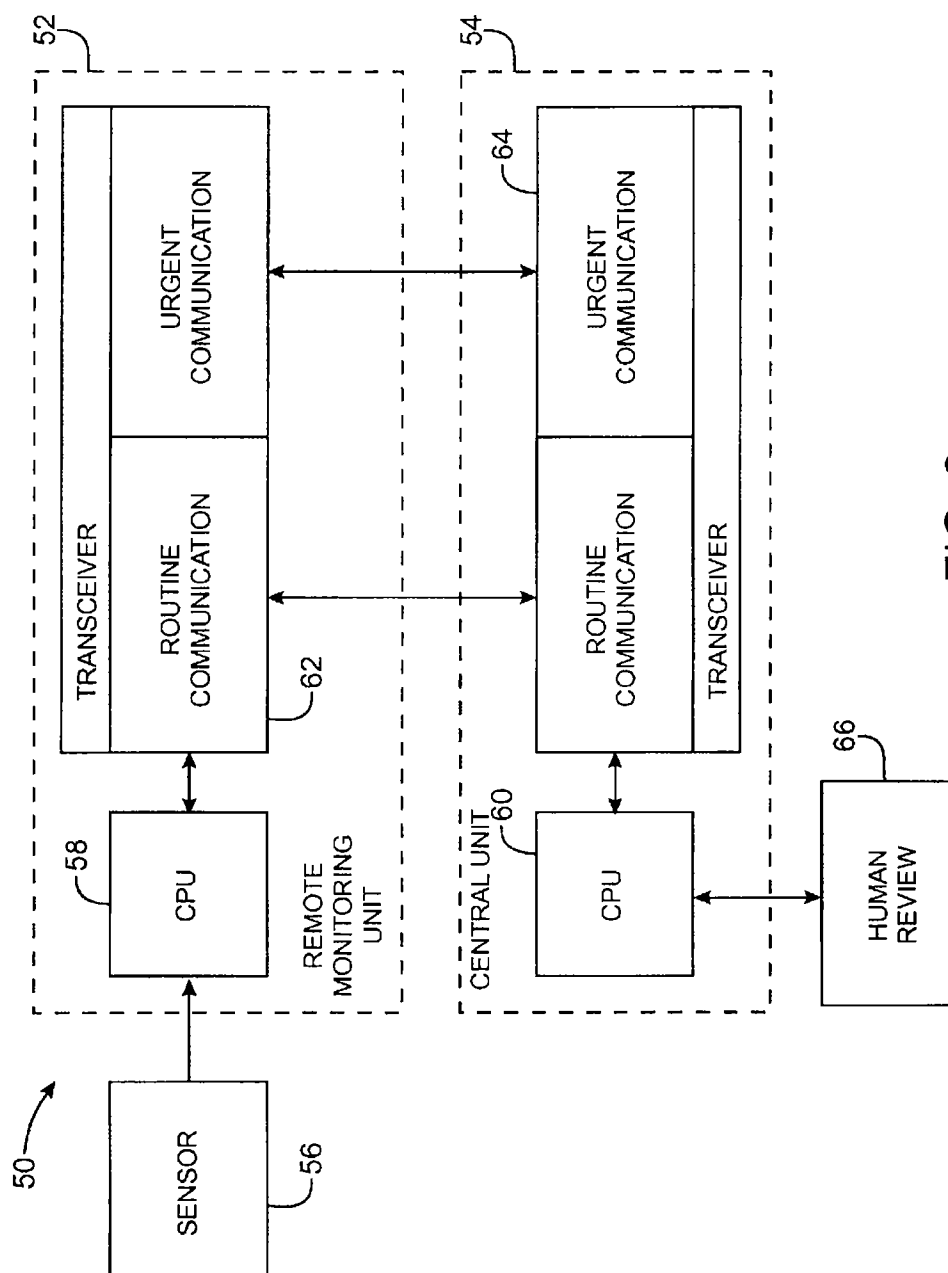 50
52
TRANSCEIVER
58
SENSOR
CPU
ROUTINE
COMMUNICATION
URGENT
COMMUNICATION
56
62
REMOTE
MONITORING
UNIT
54
CENTRAL UNIT
60
64
CPU
ROUTINE
COMMUNICATION
URGENT
COMMUNICATION
TRANSCEIVER
66
HUMAN
REVIEW
FIG.